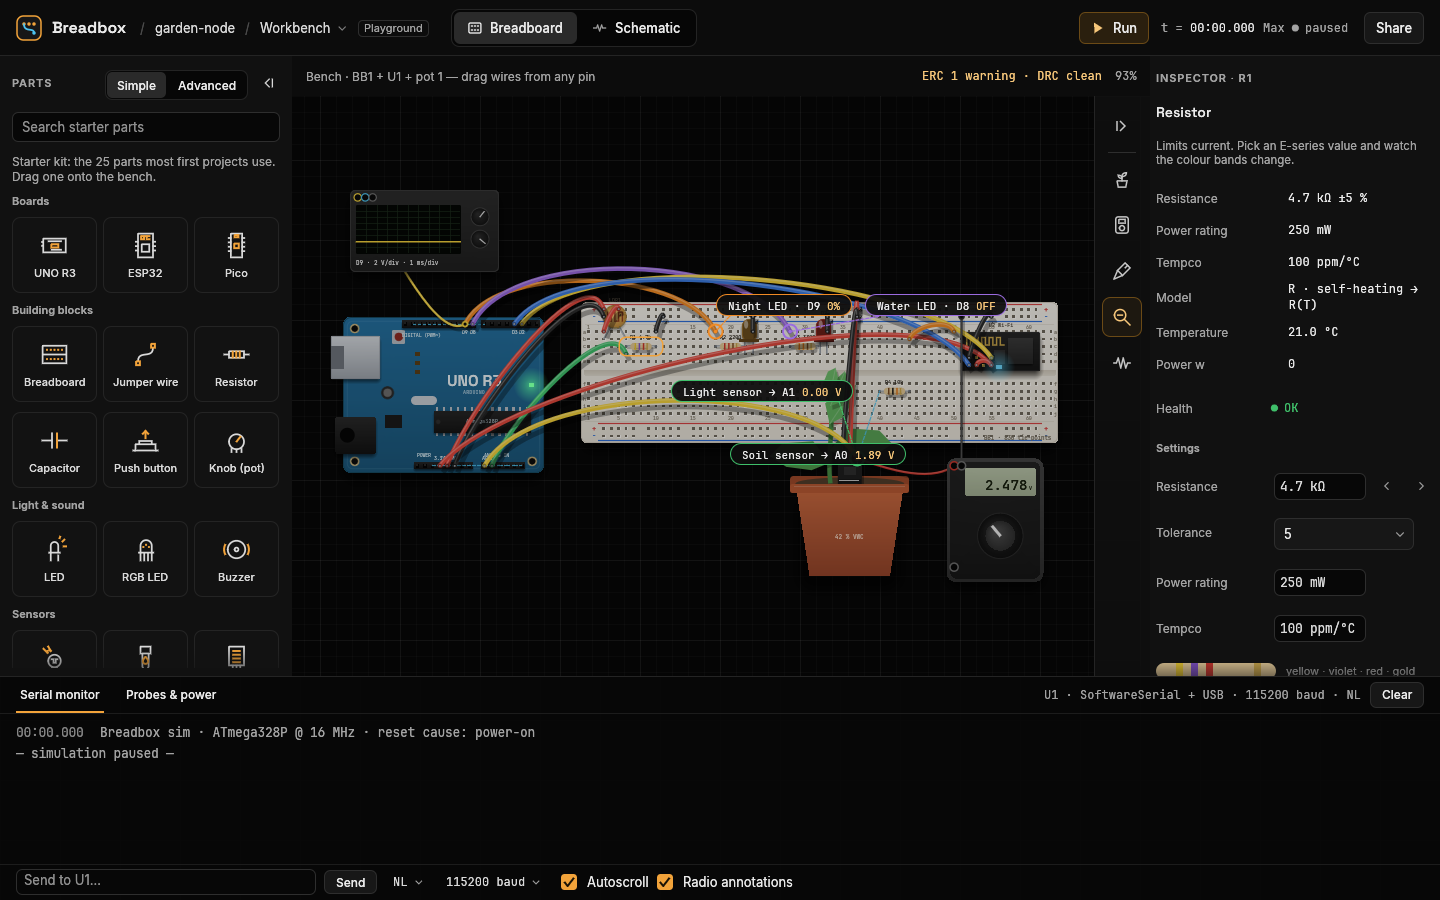 Breadbox / garden-node / Workbench Playground
Breadboard Schematic
Run t = 00:00.000 Max paused Share
PARTS Simple Advanced
Search starter parts
Starter kit: the 25 parts most first projects use.
Drag one onto the bench.
Boards
UNO R3 ESP32 Pico
Building blocks
Breadboard Jumper wire Resistor
Capacitor Push button Knob (pot)
Light & sound
LED RGB LED Buzzer
Sensors
Bench · BB1 + U1 + pot 1 — drag wires from any pin
ERC 1 warning · DRC clean 93%
D9 · 2 V/div · 1 ms/div
Night LED · D9 0%
Water LED · D8 OFF
UNO R3
Light sensor → A1 0.00 V
Soil sensor → A0 1.89 V
42 % VWC
2.478 V
INSPECTOR · R1
Resistor
Limits current. Pick an E-series value and watch
the colour bands change.
Resistance 4.7 kΩ ±5 %
Power rating 250 mW
Tempco 100 ppm/°C
Model R · self-heating →
R(T)
Temperature 21.0 °C
Power w 0
Health OK
Settings
Resistance 4.7 kΩ
Tolerance 5
Power rating 250 mW
Tempco 100 ppm/°C
yellow · violet · red · gold
Serial monitor Probes & power
U1 · SoftwareSerial + USB · 115200 baud · NL Clear
00:00.000 Breadbox sim · ATmega328P @ 16 MHz · reset cause: power-on
— simulation paused —
Send to U1... Send NL 115200 baud Autoscroll Radio annotations